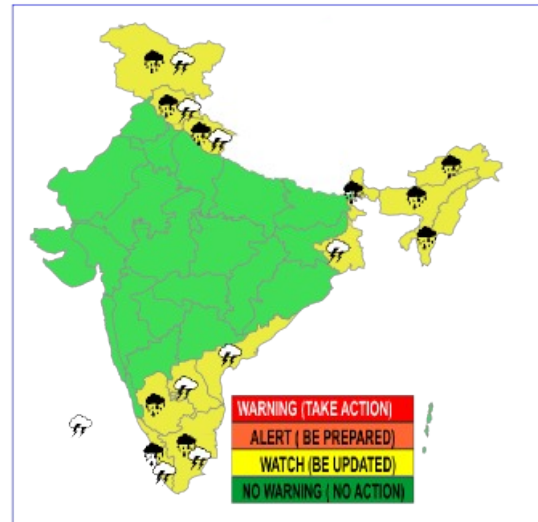 WARNING (TAKE ACTION)
ALERT ( BE PREPARED)
WATCH (BE UPDATED)
NO WARNING ( NO ACTION)